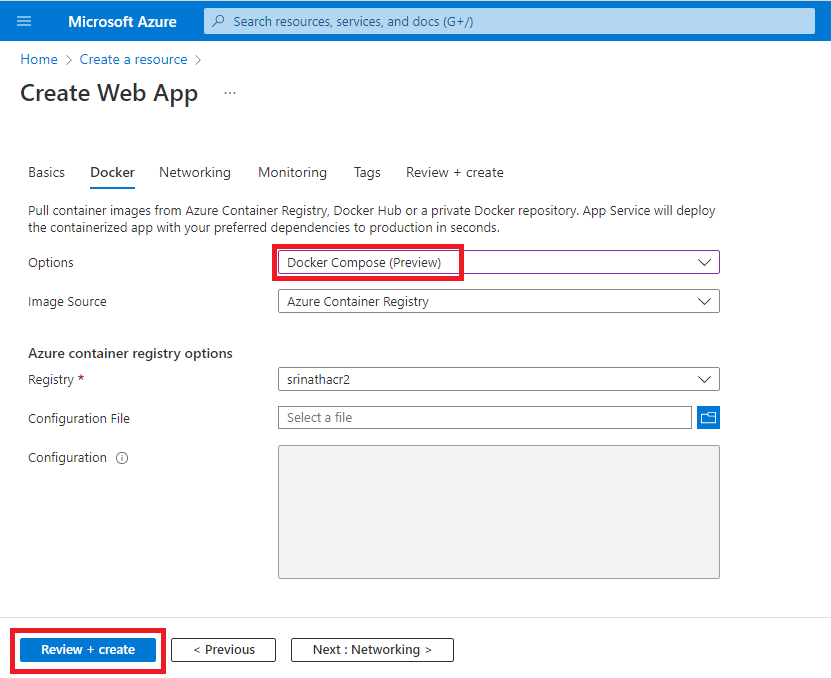 Microsoft Azure
Search resources, services, and docs (G+/)
Home > Create a resource >
Create Web App ...
Basics Docker Networking Monitoring Tags Review + create
Pull container images from Azure Container Registry, Docker Hub or a private Docker repository. App Service will deploy
the containerized app with your preferred dependencies to production in seconds.
Options Docker Compose (Preview)
Image Source Azure Container Registry
Azure container registry options
Registry * srinathacr2
Configuration File Select a file
Configuration
Review + create < Previous Next : Networking >